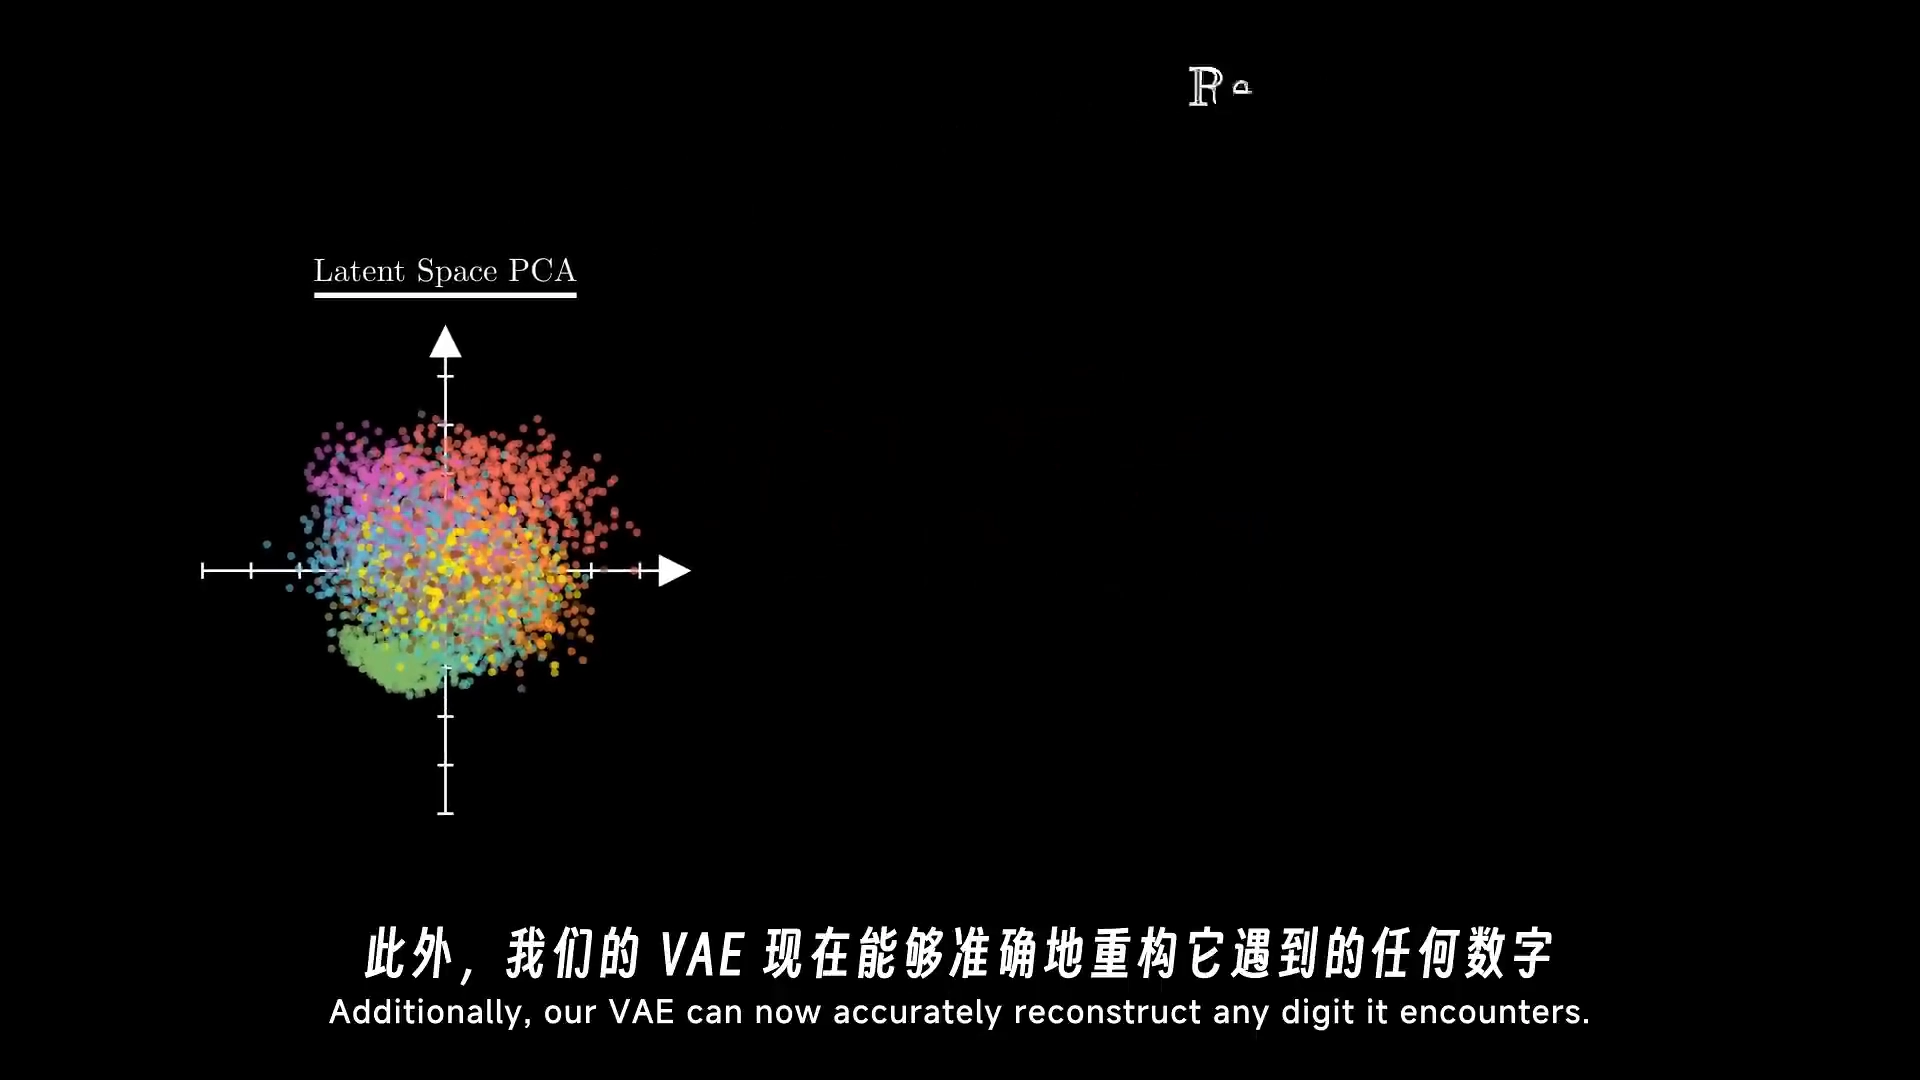 Latent Space PCA
此外，我们的 VAE 现在能够准确地重构它遇到的任何数字
Additionally, our VAE can now accurately reconstruct any digit it encounters.